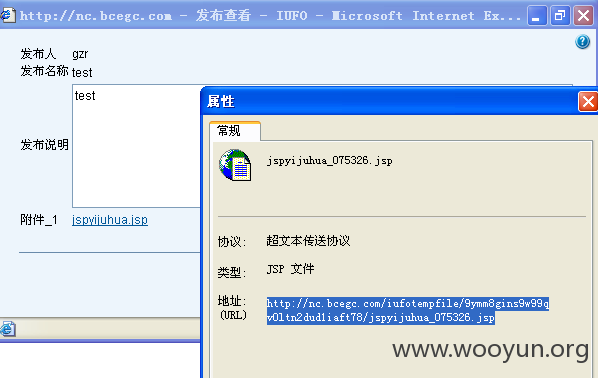 http://nc.bcegc.com - 发布查看 - IUFO - Microsoft Internet Ex...
发布人 gzr
发布名称 test
发布说明 test
附件_1 jspyijuhua.jsp
属性
常规
jspyijuhua_075326.jsp
协议: 超文本传送协议
类型: JSP 文件
地址: http://nc.bcegc.com/iufotempfile/9ymm8gins9w99q
(URL) v0ltn2dud1iaft78/jspyijuhua_075326.jsp
www.wooyun.org